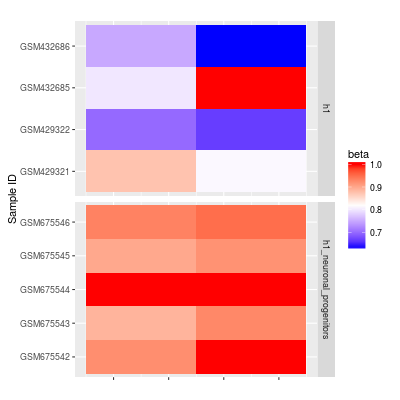 Sample ID
GSM432686
GSM432685
GSM429322
GSM429321
h1
GSM675546
GSM675545
GSM675544
GSM675543
GSM675542
h1_neuronal_progenitors
beta
1.0
0.9
0.8
0.7